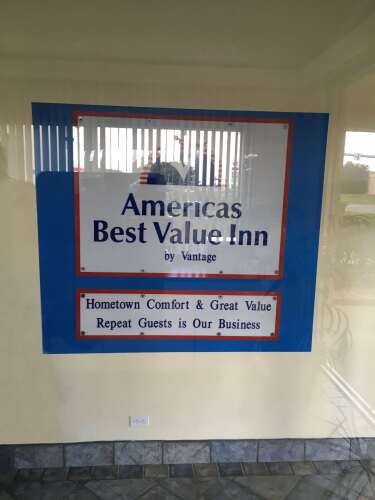 Americas
Best Value Inn
by Vantage
Hometown Comfort & Great Value
Repeat Guests is Our Business